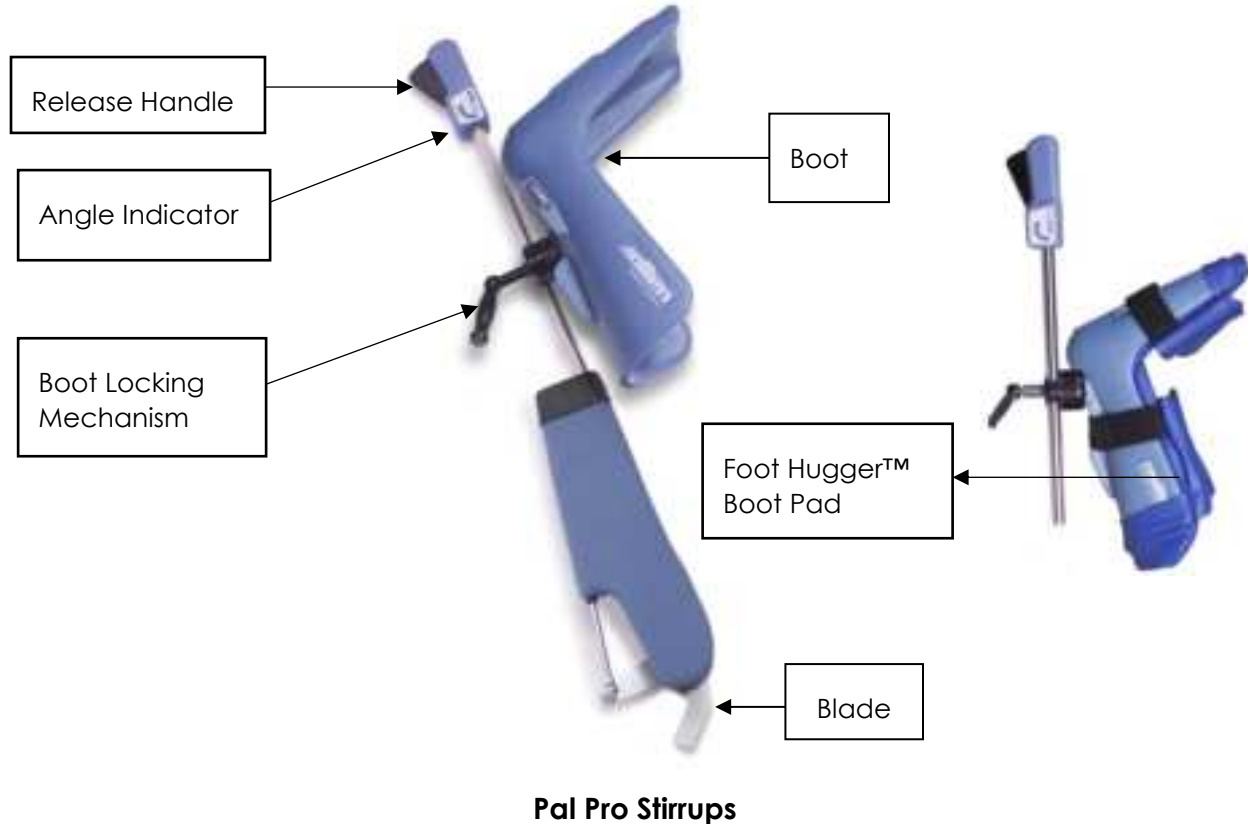 Release Handle
Angle Indicator
Boot Locking
Mechanism
Boot
Foot Hugger™
Boot Pad
Blade
Pal Pro Stirrups